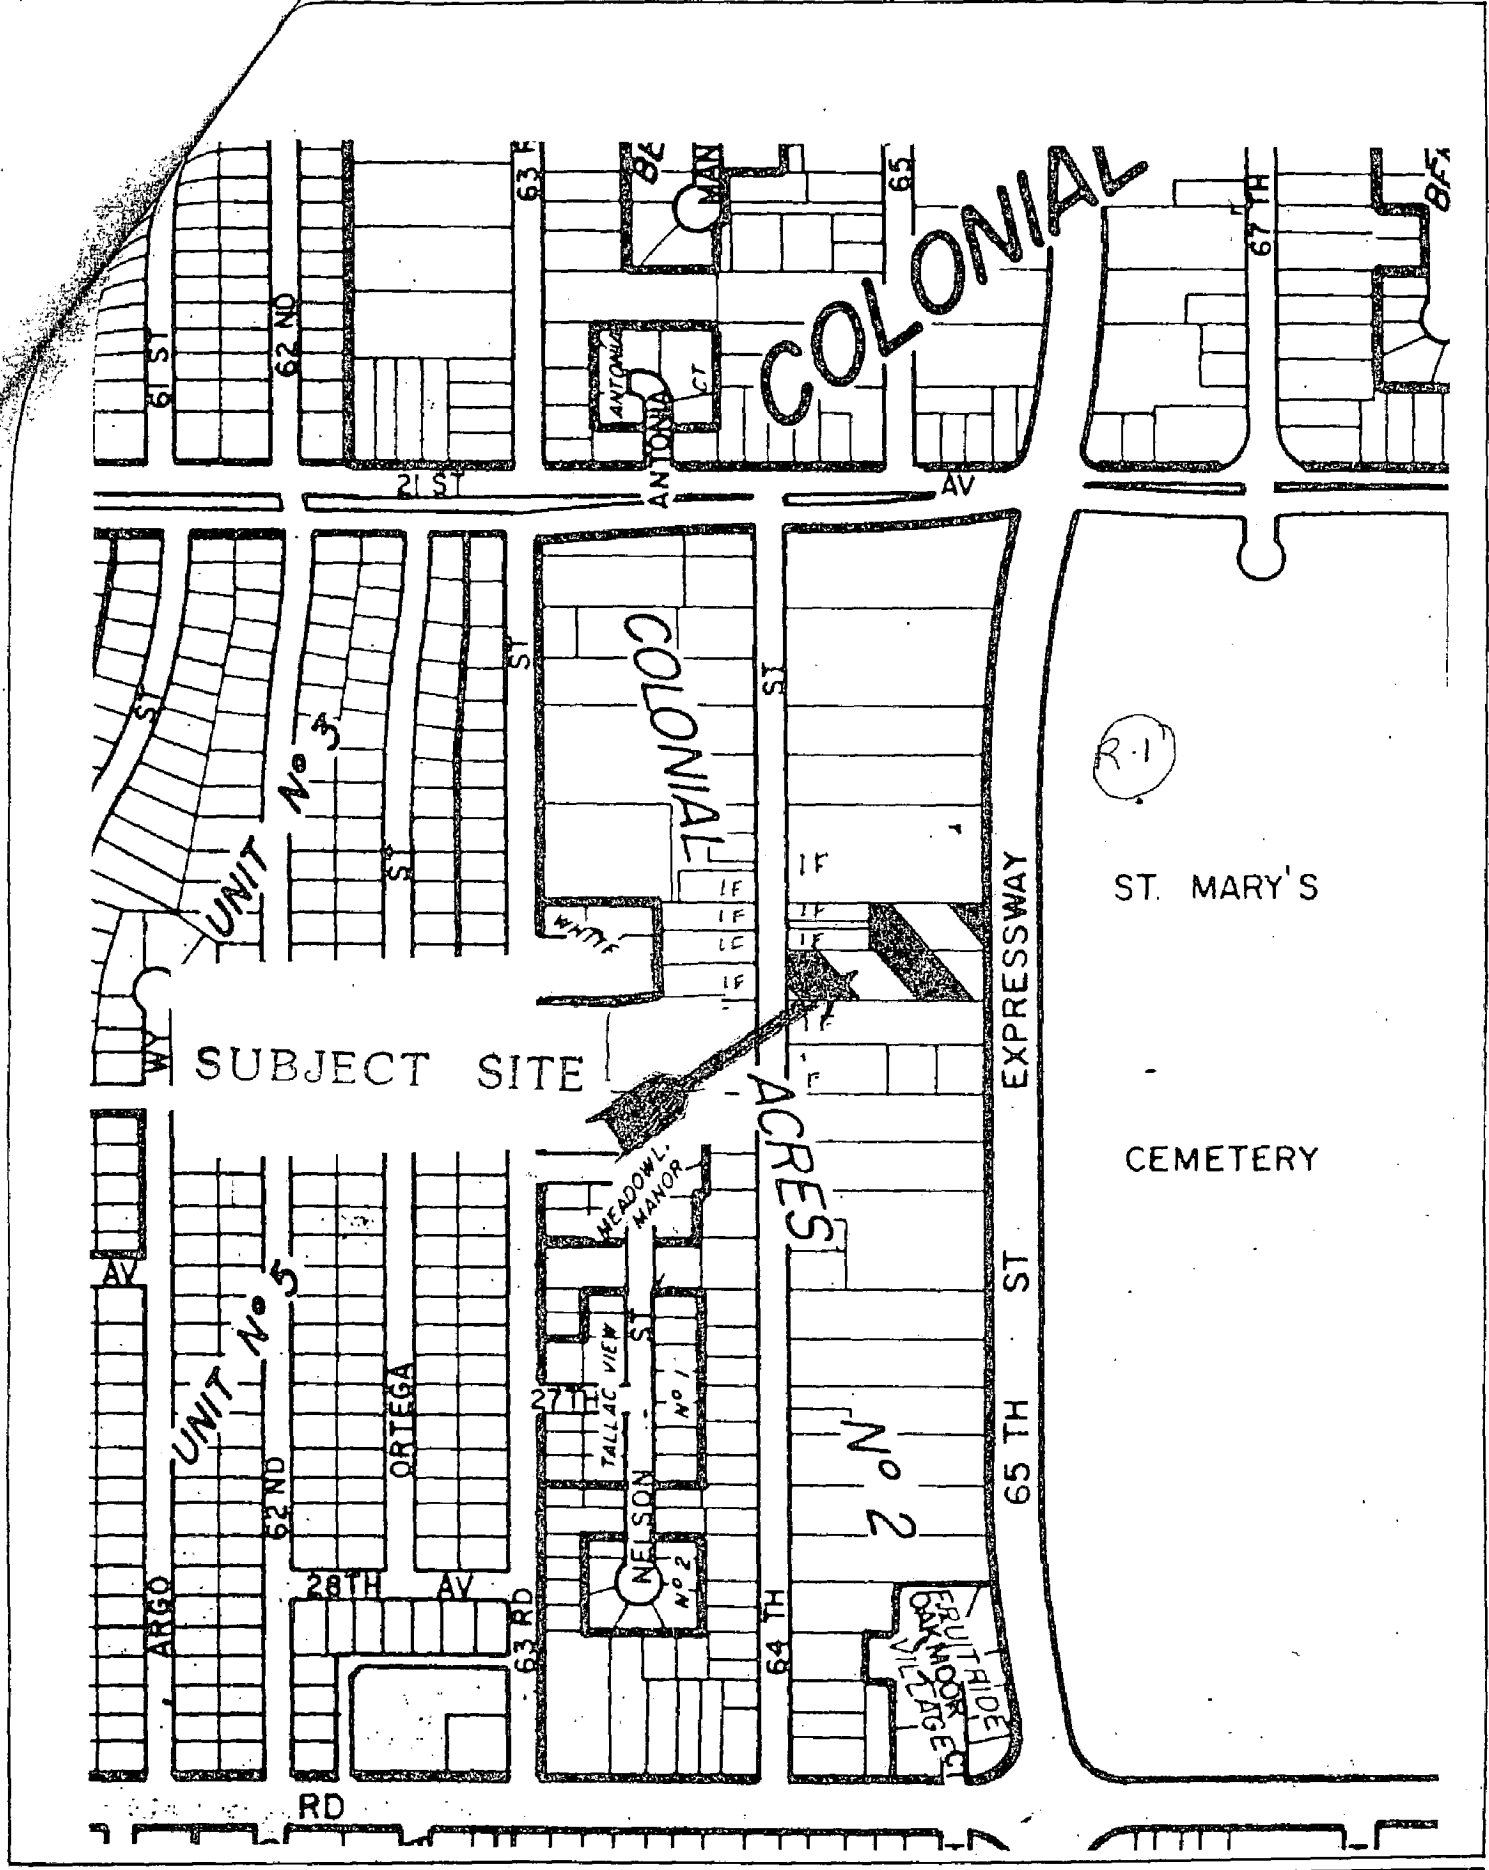 63
MAN
65
COLONIAL
67 TH
61 ST
62 ND
ANTONIA
CT
ANTONIA
21 ST
AV
ST
COLONIAL
ST
ST
Nº 3
UNIT
ST
R-1
ST. MARY'S
1F
1F
1F
1F
1F
1F
1F
1F
F
WHITE
EXPRESSWAY
WY
SUBJECT SITE
ACRES
CEMETERY
MEADOWL.
MANOR
AV
UNIT Nº 5
ST
ST
27TH
TALLAC VIEW
Nº 1
ORTEGA
Nº 2
65 TH
62 ND
NELSON
Nº 2
28TH AV
ARGO
63 RD
64 TH
FRUITRIDE
OAKMOOR
VILLAGE
CT
RD